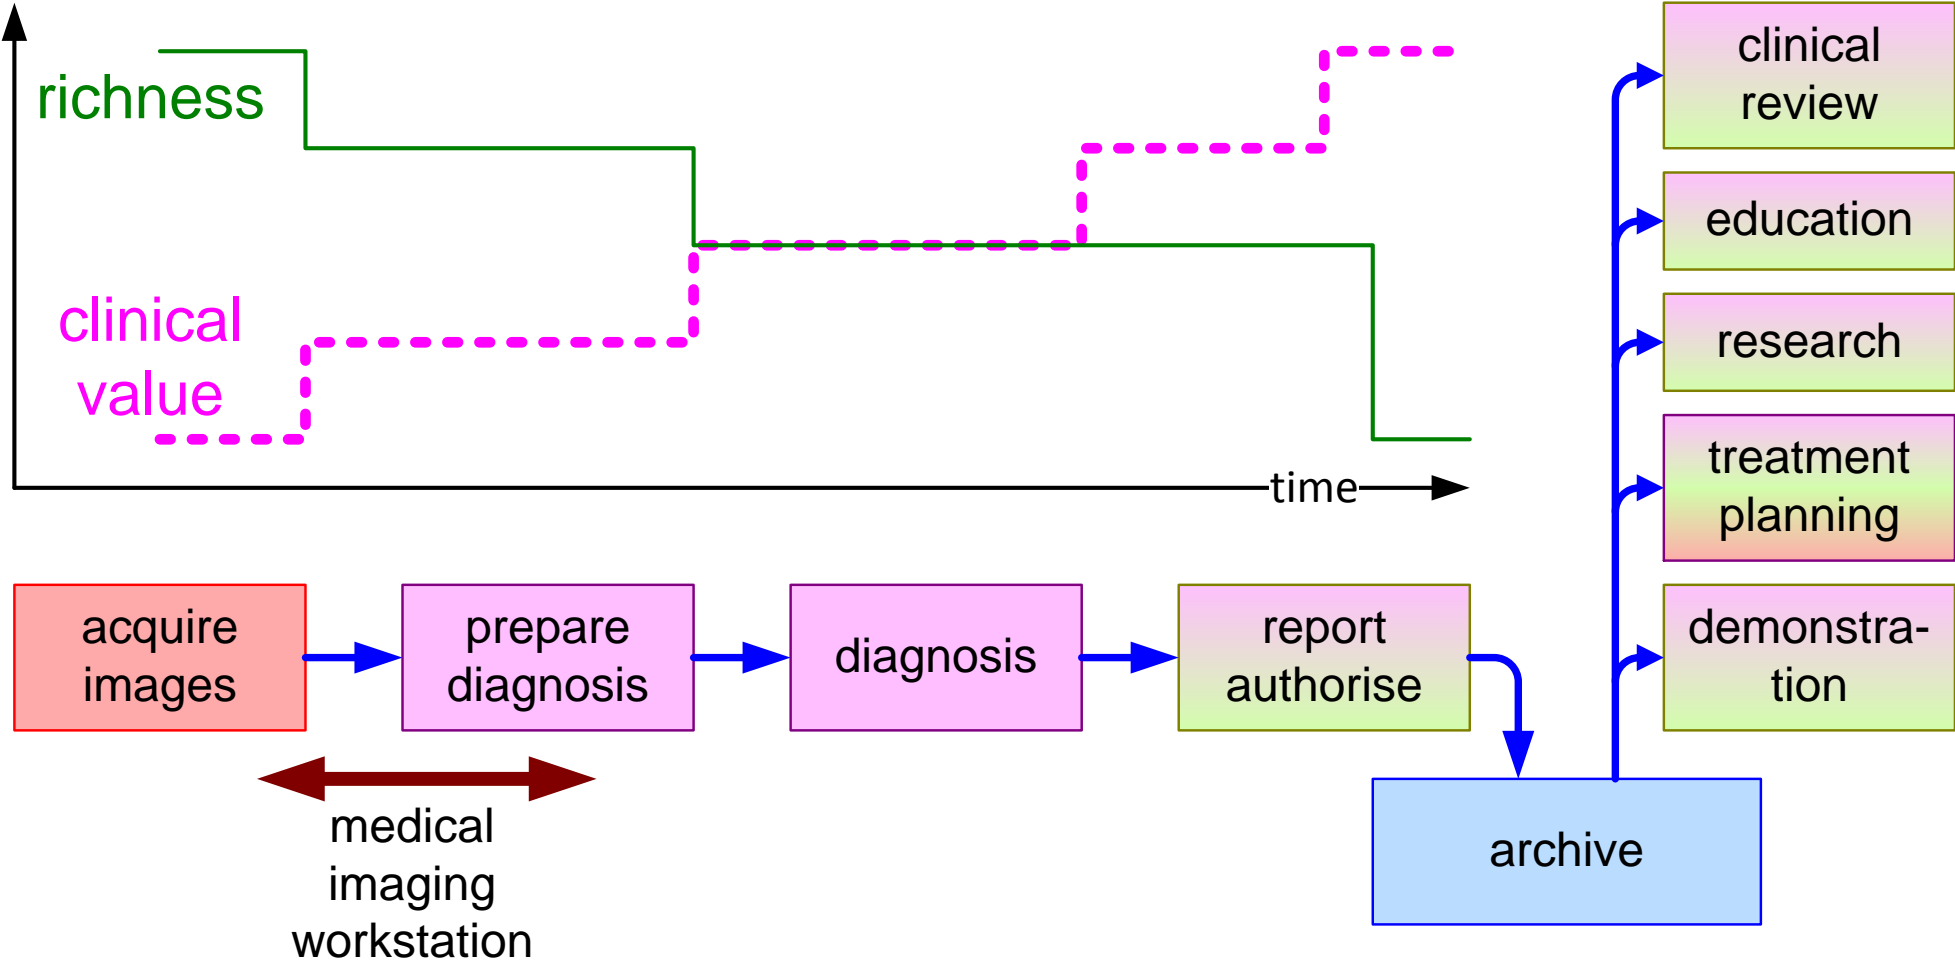 richness
clinical
value
time
acquire
images
prepare
diagnosis
diagnosis
report
authorise
medical
imaging
workstation
archive
clinical
review
education
research
treatment
planning
demonstra-
tion